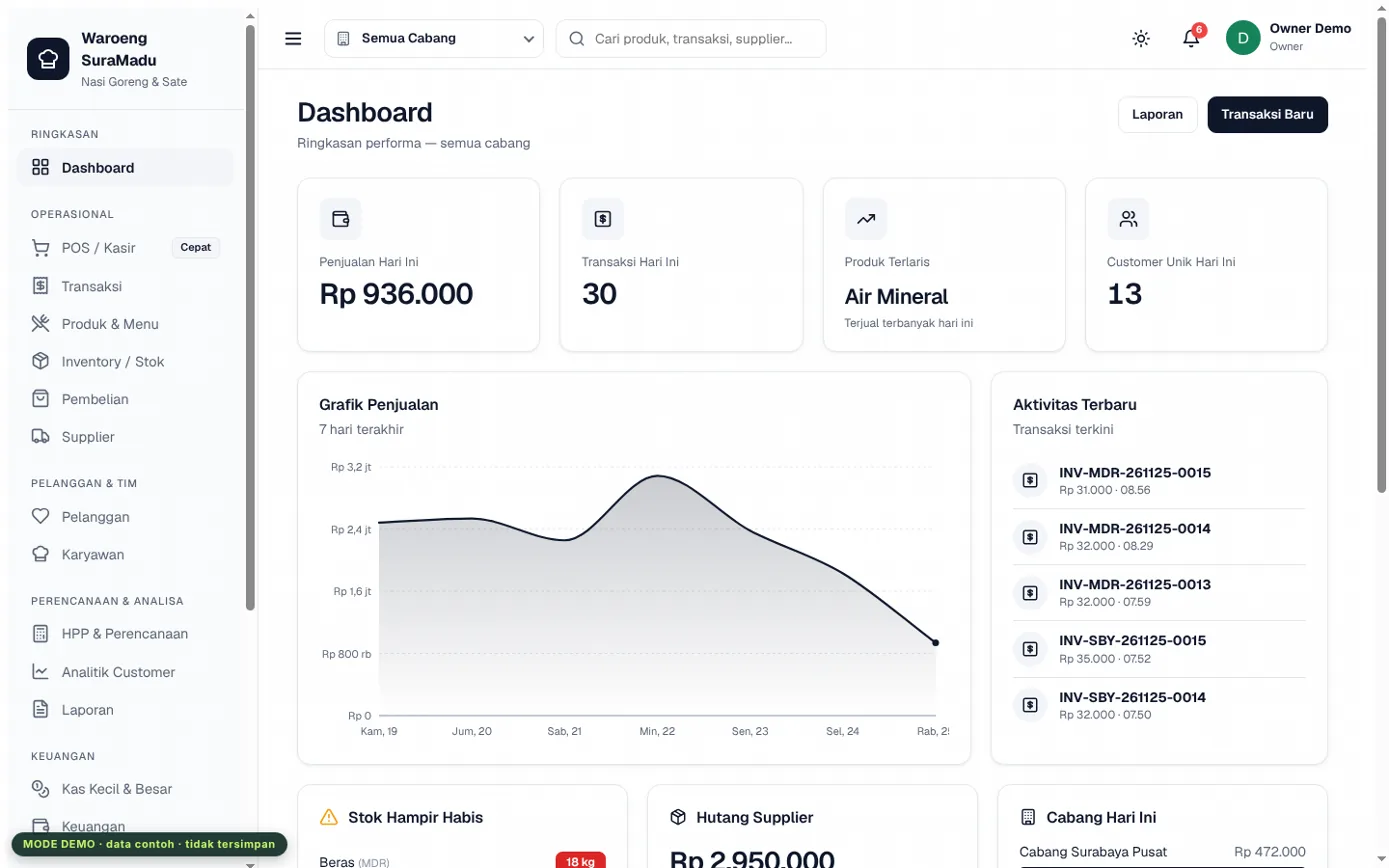 Waroeng
SuraMadu
Nasi Goreng & Sate
RINGKASAN
Dashboard
OPERASIONAL
POS / Kasir
Cepat
Transaksi
Produk & Menu
Inventory / Stok
Pembelian
Supplier
PELANGGAN & TIM
Pelanggan
Karyawan
PERENCANAAN & ANALISA
HPP & Perencanaan
Analitik Customer
Laporan
KEUANGAN
Kas Kecil & Besar
Keuangan
MODE DEMO · data contoh · tidak tersimpan
Semua Cabang
Cari produk, transaksi, supplier...
6
D
Owner Demo
Owner
Dashboard
Ringkasan performa — semua cabang
Laporan
Transaksi Baru
Penjualan Hari Ini
Rp 936.000
Transaksi Hari Ini
30
Produk Terlaris
Air Mineral
Terjual terbanyak hari ini
Customer Unik Hari Ini
13
Grafik Penjualan
7 hari terakhir
Rp 3,2 jt
Rp 2,4 jt
Rp 1,6 jt
Rp 800 rb
Rp 0
Kam, 19
Jum, 20
Sab, 21
Min, 22
Sen, 23
Sel, 24
Rab, 2
Aktivitas Terbaru
Transaksi terkini
INV-MDR-261125-0015
Rp 31.000 · 08.56
INV-MDR-261125-0014
Rp 32.000 · 08.29
INV-MDR-261125-0013
Rp 32.000 · 07.59
INV-SBY-261125-0015
Rp 35.000 · 07.52
INV-SBY-261125-0014
Rp 32.000 · 07.50
Stok Hampir Habis
Beras (MDR)
18 kg
Hutang Supplier
Rp 2.950.000
Cabang Hari Ini
Cabang Surabaya Pusat
Rp 472.000